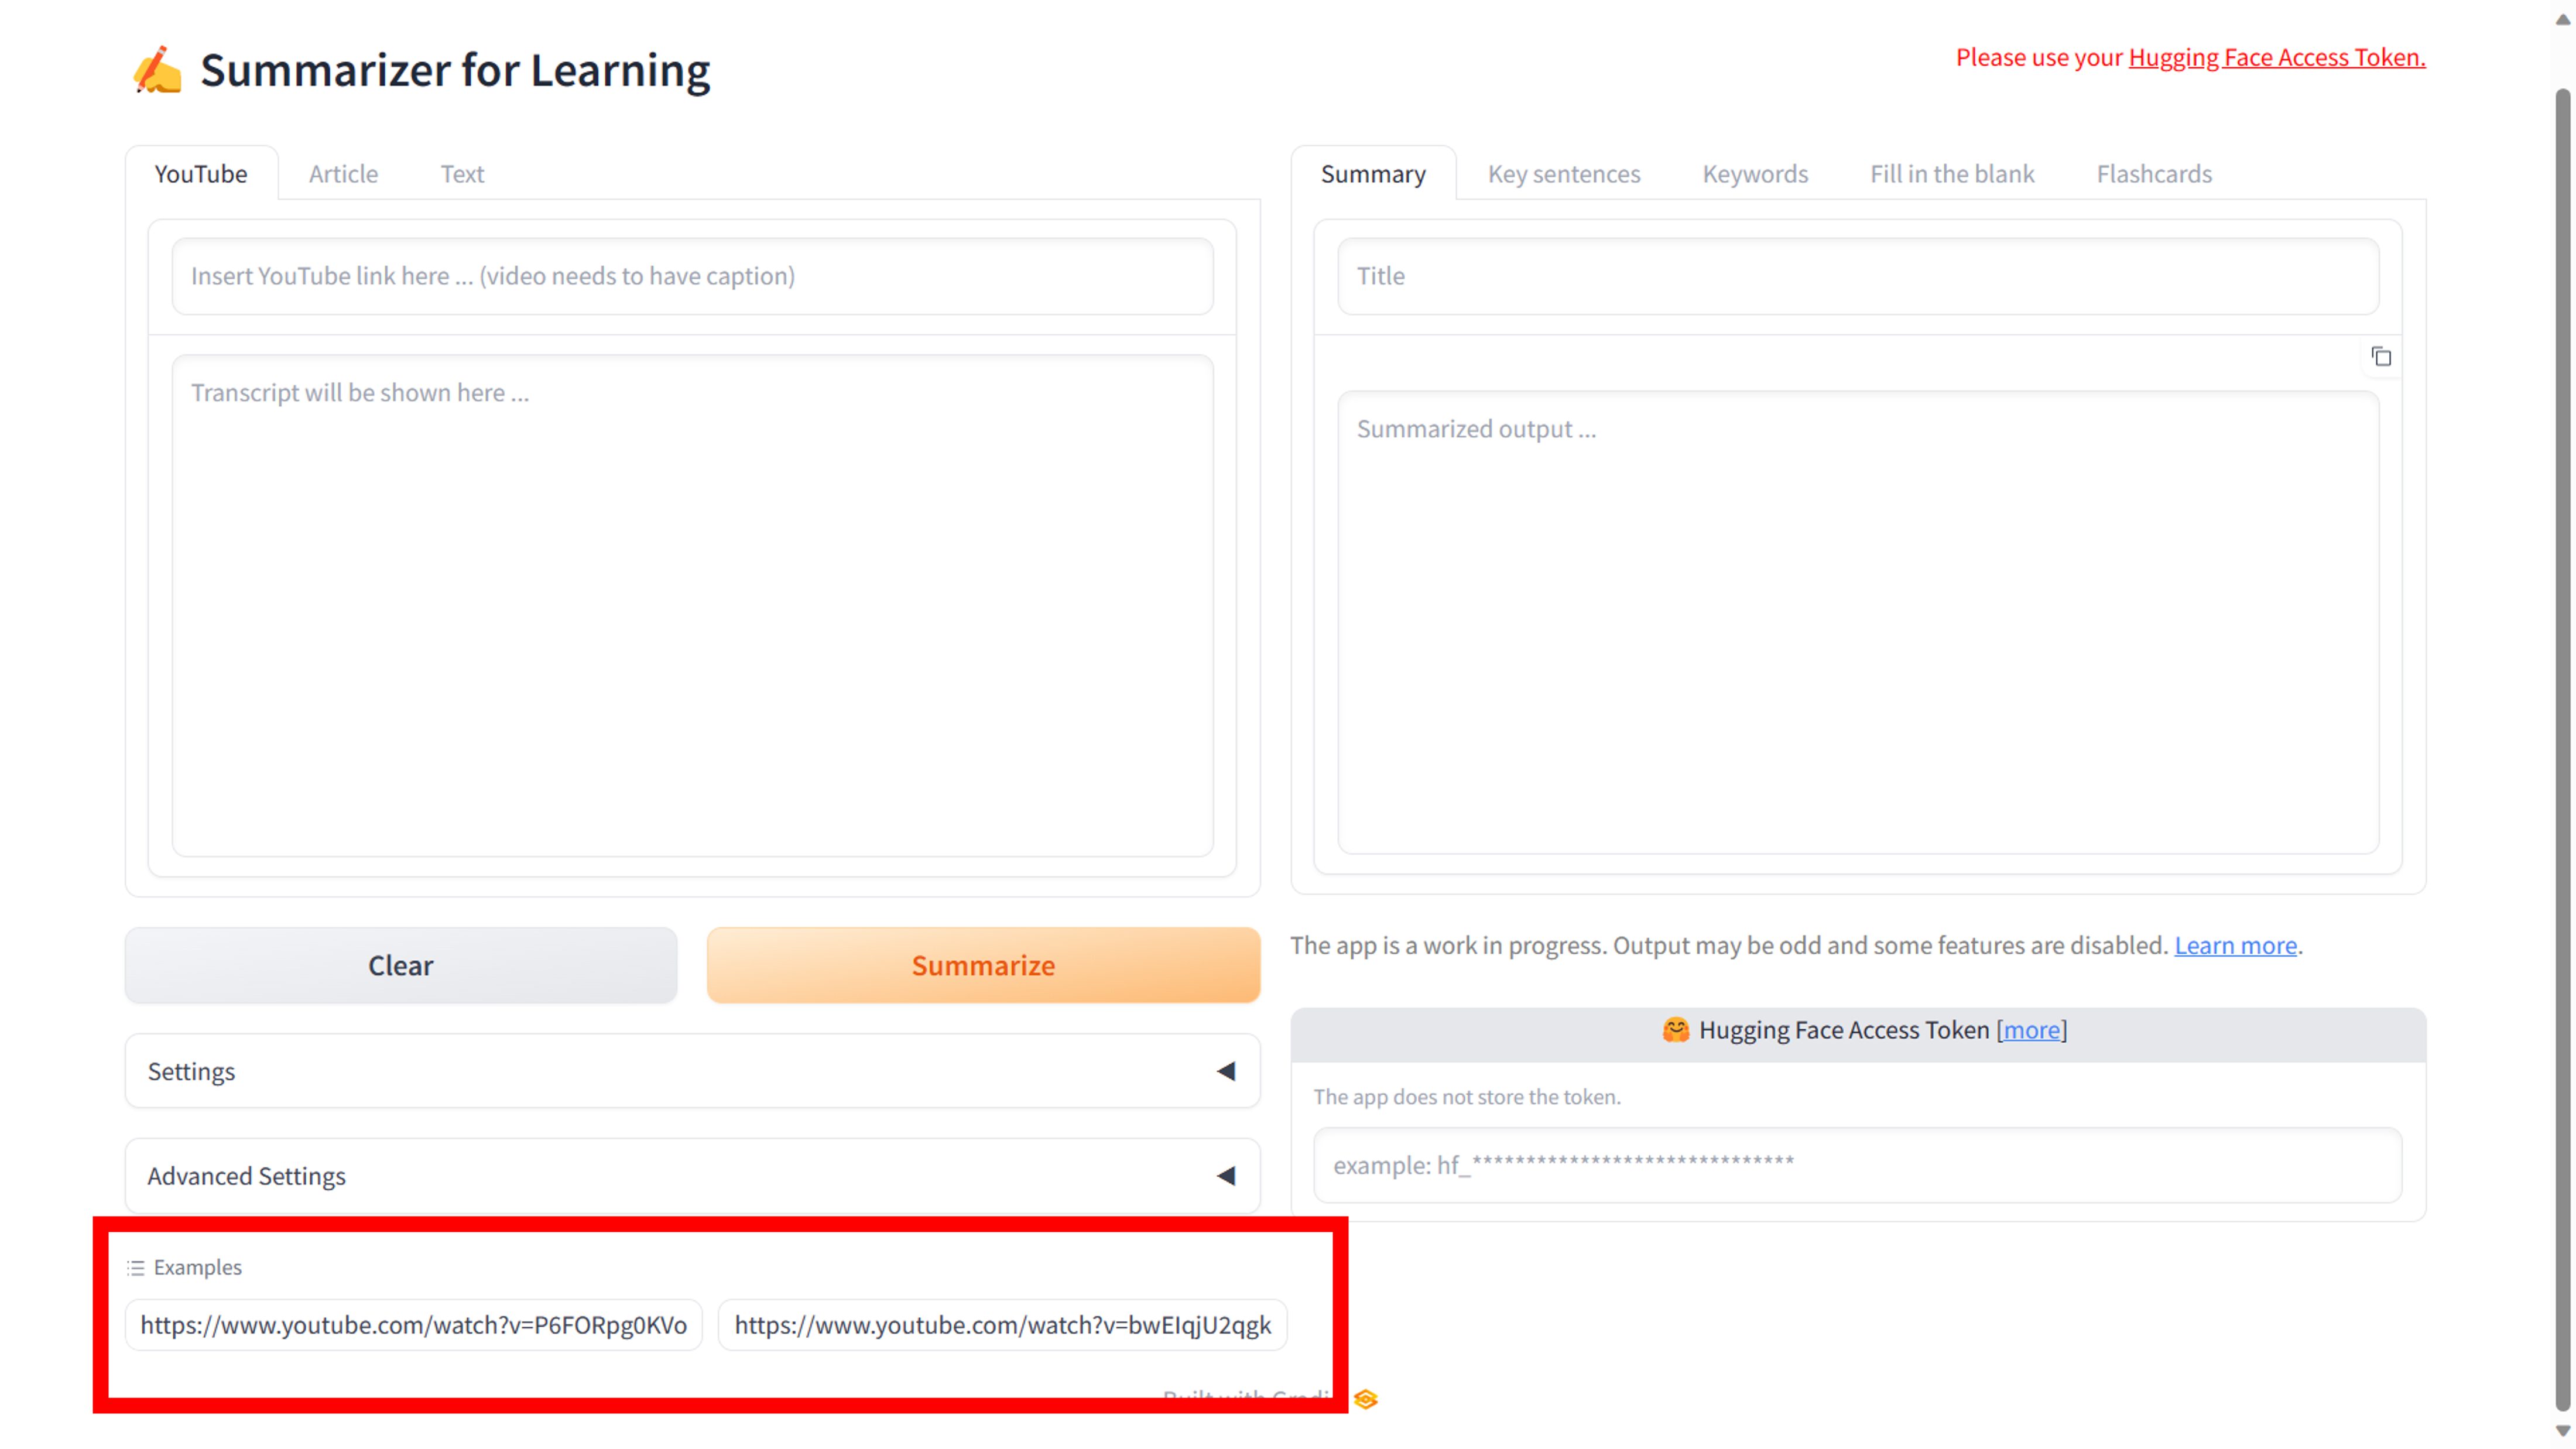 Summarizer for Learning
Please use your Hugging Face Access Token.
YouTube Article Text
Insert YouTube link here ... (video needs to have caption)
Transcript will be shown here ...
Clear
Summarize
Settings
Advanced Settings
Examples
https://www.youtube.com/watch?v=P6FORpg0KVo
https://www.youtube.com/watch?v=bwEIqjU2qgk
Summary Key sentences Keywords Fill in the blank Flashcards
Title
Summarized output ...
The app is a work in progress. Output may be odd and some features are disabled. Learn more.
Hugging Face Access Token [more]
The app does not store the token.
example: hf_******************************
Built with